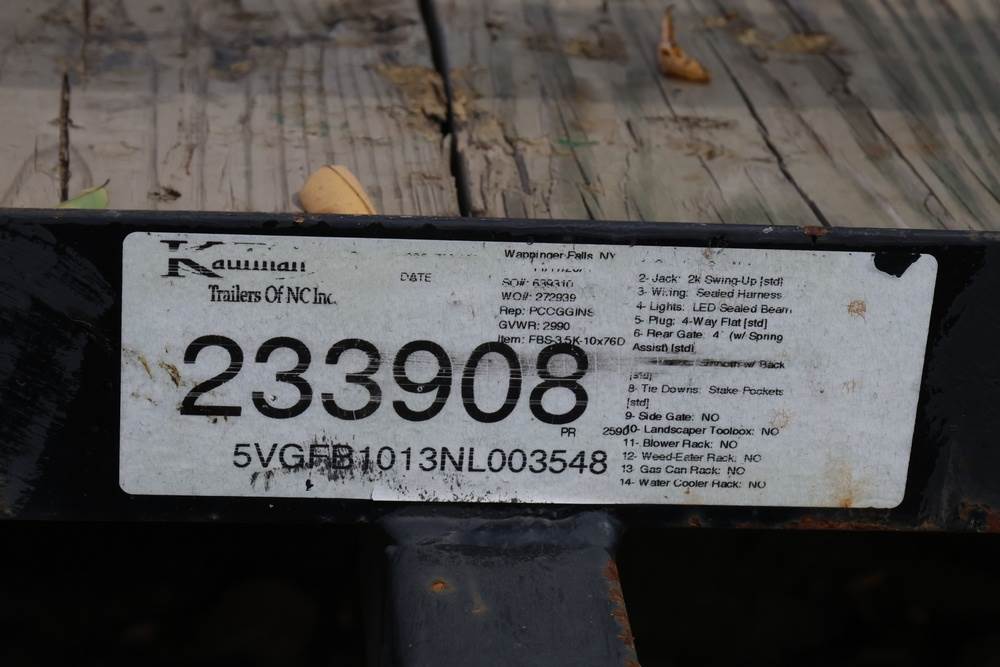 Kaufman
Trailers Of NC Inc.
DATE
Wappinger Falls, NY
SO#: 639310
WO#: 272939
Rep: PCCGGINS
GVWR: 2990
Item: FBS-3.5K-10x76D
233908
PR 2590
5VGFB1013NL003548
2- Jack: 2k Swing-Up [std]
3- Wiring: Sealed Harness
4- Lights: LED Sealed Beam
5- Plug: 4-Way Flat [std]
6- Rear Gate: 4' (w/ Spring
Assist) [std]
w/ Rack
[std]
8- Tie Downs: Stake Pockets
[std]
9- Side Gate: NO
10- Landscaper Toolbox: NO
11- Blower Rack: NO
12- Weed-Eater Rack: NO
13- Gas Can Rack: NO
14- Water Cooler Rack: NO